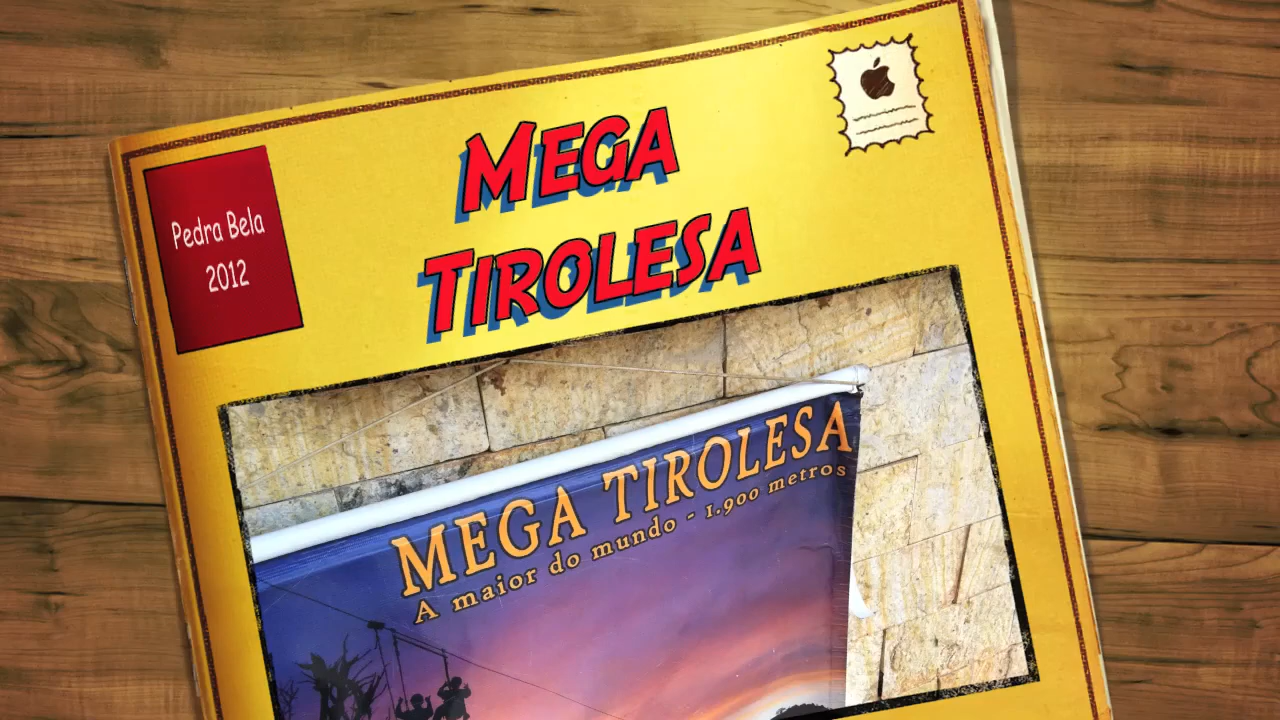 MEGA
TIROLESA
Pedra Bela
2012
MEGA TIROLESA
A maior do mundo - 1.900 metros